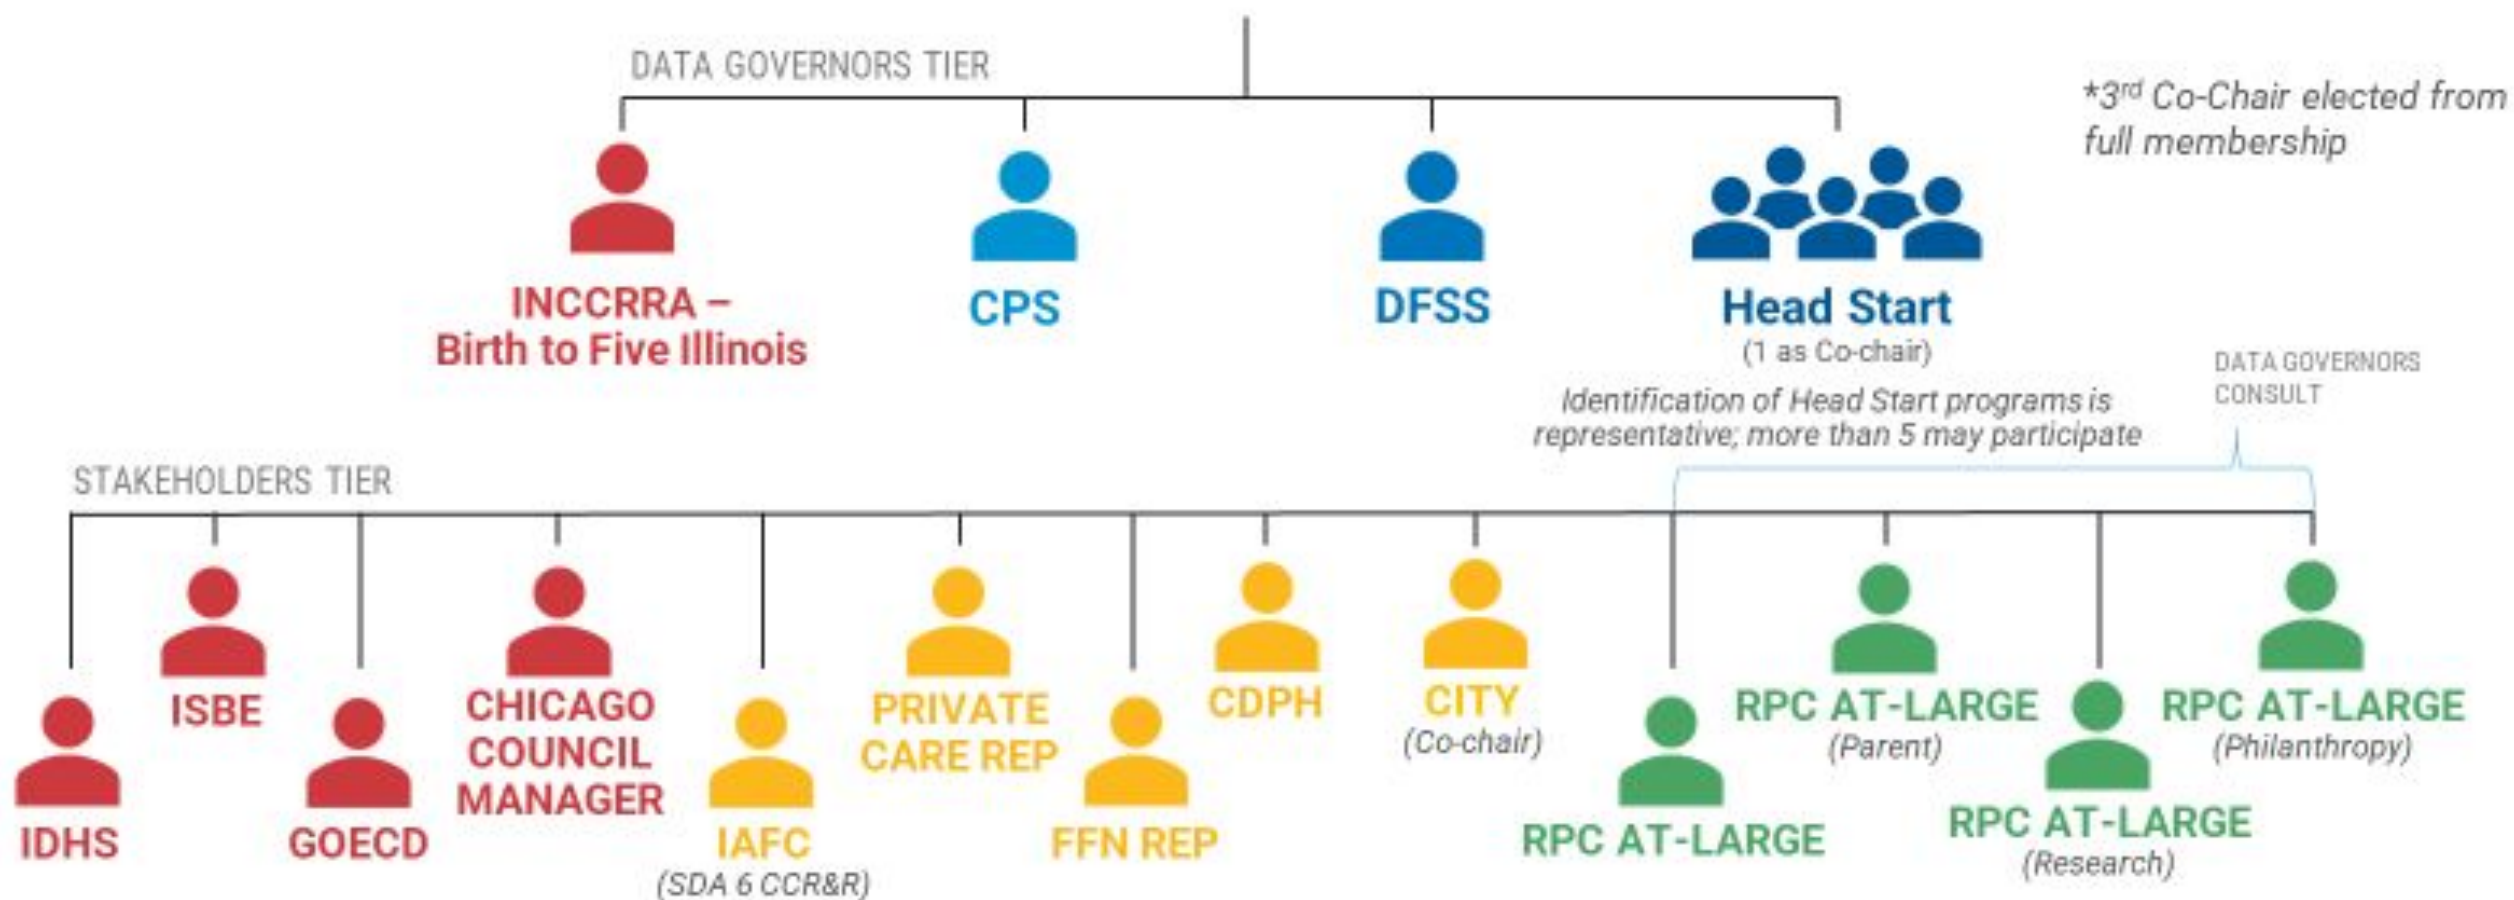 DATA GOVERNORS TIER
*3rd Co-Chair elected from
full membership
INCCRRA –
Birth to Five Illinois
CPS
DFSS
Head Start
(1 as Co-chair)
Identification of Head Start programs is
representative; more than 5 may participate
DATA GOVERNORS
CONSULT
STAKEHOLDERS TIER
IDHS
ISBE
GOECD
CHICAGO
COUNCIL
MANAGER
IAFC
(SDA 6 CCR&R)
PRIVATE
CARE REP
FFN REP
CDPH
CITY
(Co-chair)
RPC AT-LARGE
RPC AT-LARGE
(Parent)
RPC AT-LARGE
(Research)
RPC AT-LARGE
(Philanthropy)